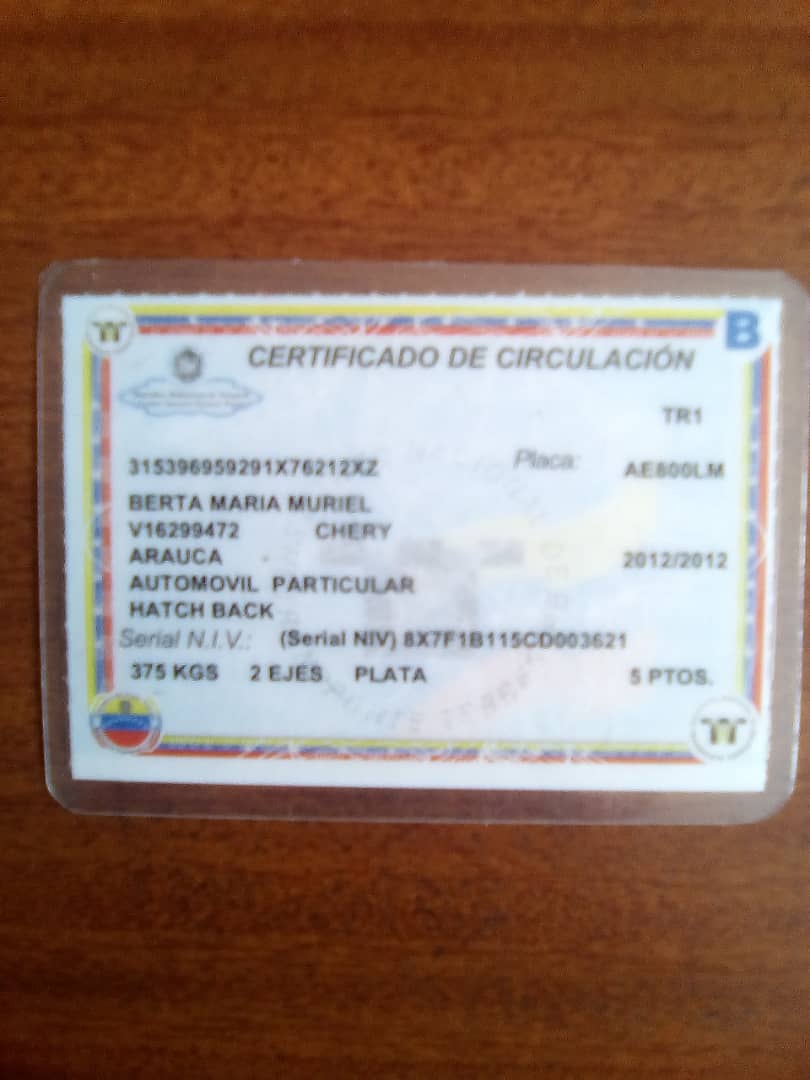 B
CERTIFICADO DE CIRCULACIÓN
TR1
315396959291X76212XZ Placa: AE800LM
BERTA MARIA MURIEL
V16299472 CHERY
ARAUCA 2012/2012
AUTOMOVIL PARTICULAR
HATCH BACK
Serial N.I.V.: (Serial NIV) 8X7F1B115CD003621
375 KGS 2 EJES PLATA 5 PTOS.